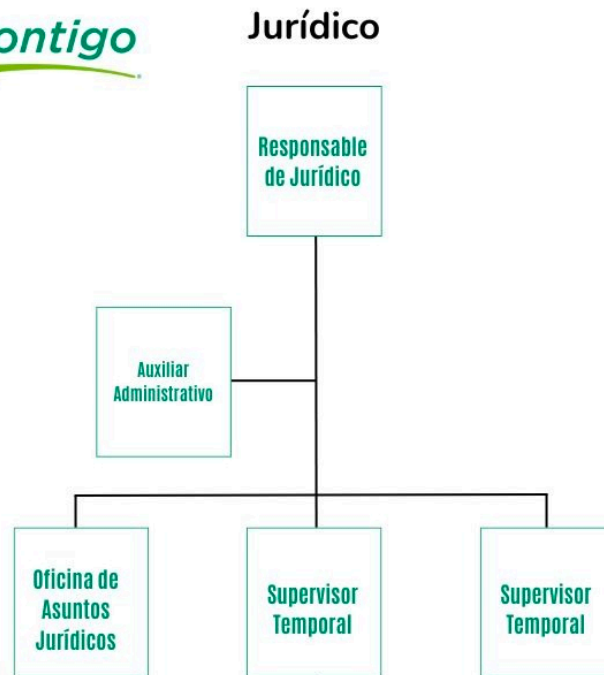 ontigo
Jurídico
Responsable
de Jurídico
Auxiliar
Administrativo
Oficina de
Asuntos
Jurídicos
Supervisor
Temporal
Supervisor
Temporal